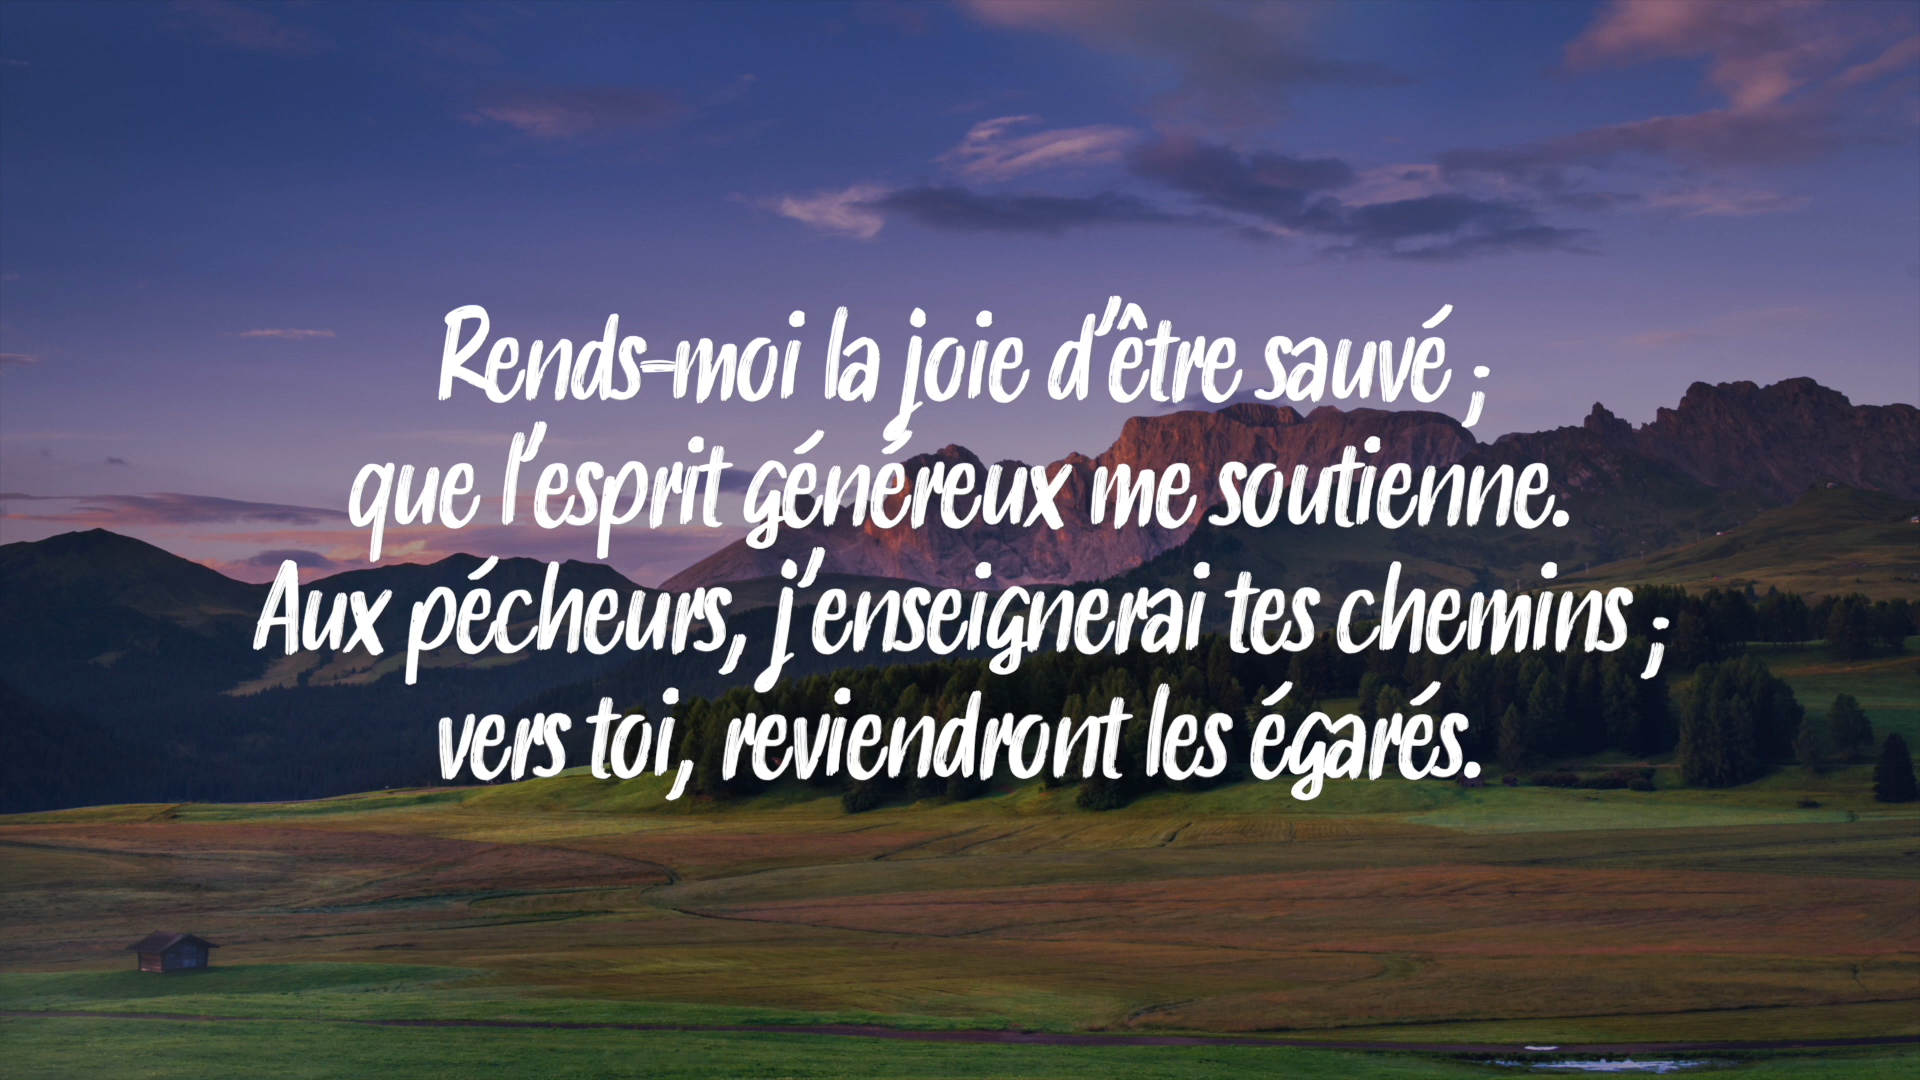 Rends-moi la joie d'être sauvé ;
que l'esprit généreux me soutienne.
Aux pécheurs, j'enseignerai tes chemins ;
vers toi, reviendront les égarés.